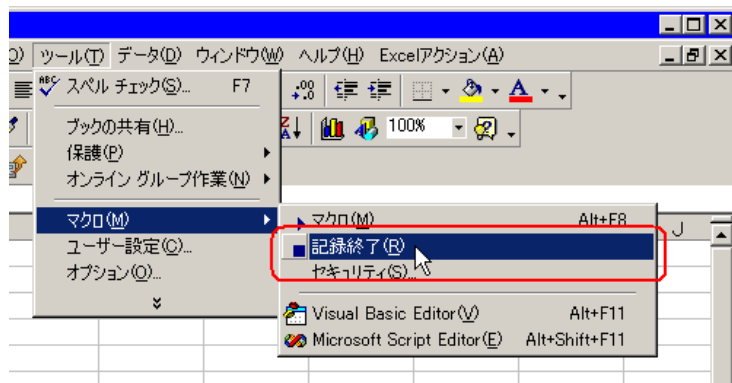 ツール(T) データ(D) ウィンドウ(W) ヘルプ(H) Excelアクション(A)
ABC スペル チェック(S)... F7
ブックの共有(H)...
保護(P)
オンライン グループ作業(N)
マクロ(M)
ユーザー設定(C)...
オプション(O)...
100%
マクロ(M) Alt+F8
記録終了(R)
セキュリティ(S)...
Visual Basic Editor(V) Alt+F11
Microsoft Script Editor(E) Alt+Shift+F11
J